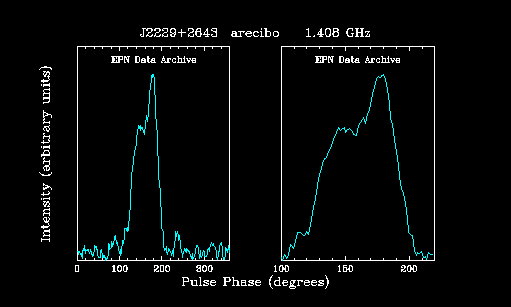 J2229+2643 arecibo 1.408 GHz
EPN Data Archive EPN Data Archive
Intensity (arbitrary units)
0 100 200 300 100 150 200
Pulse Phase (degrees)